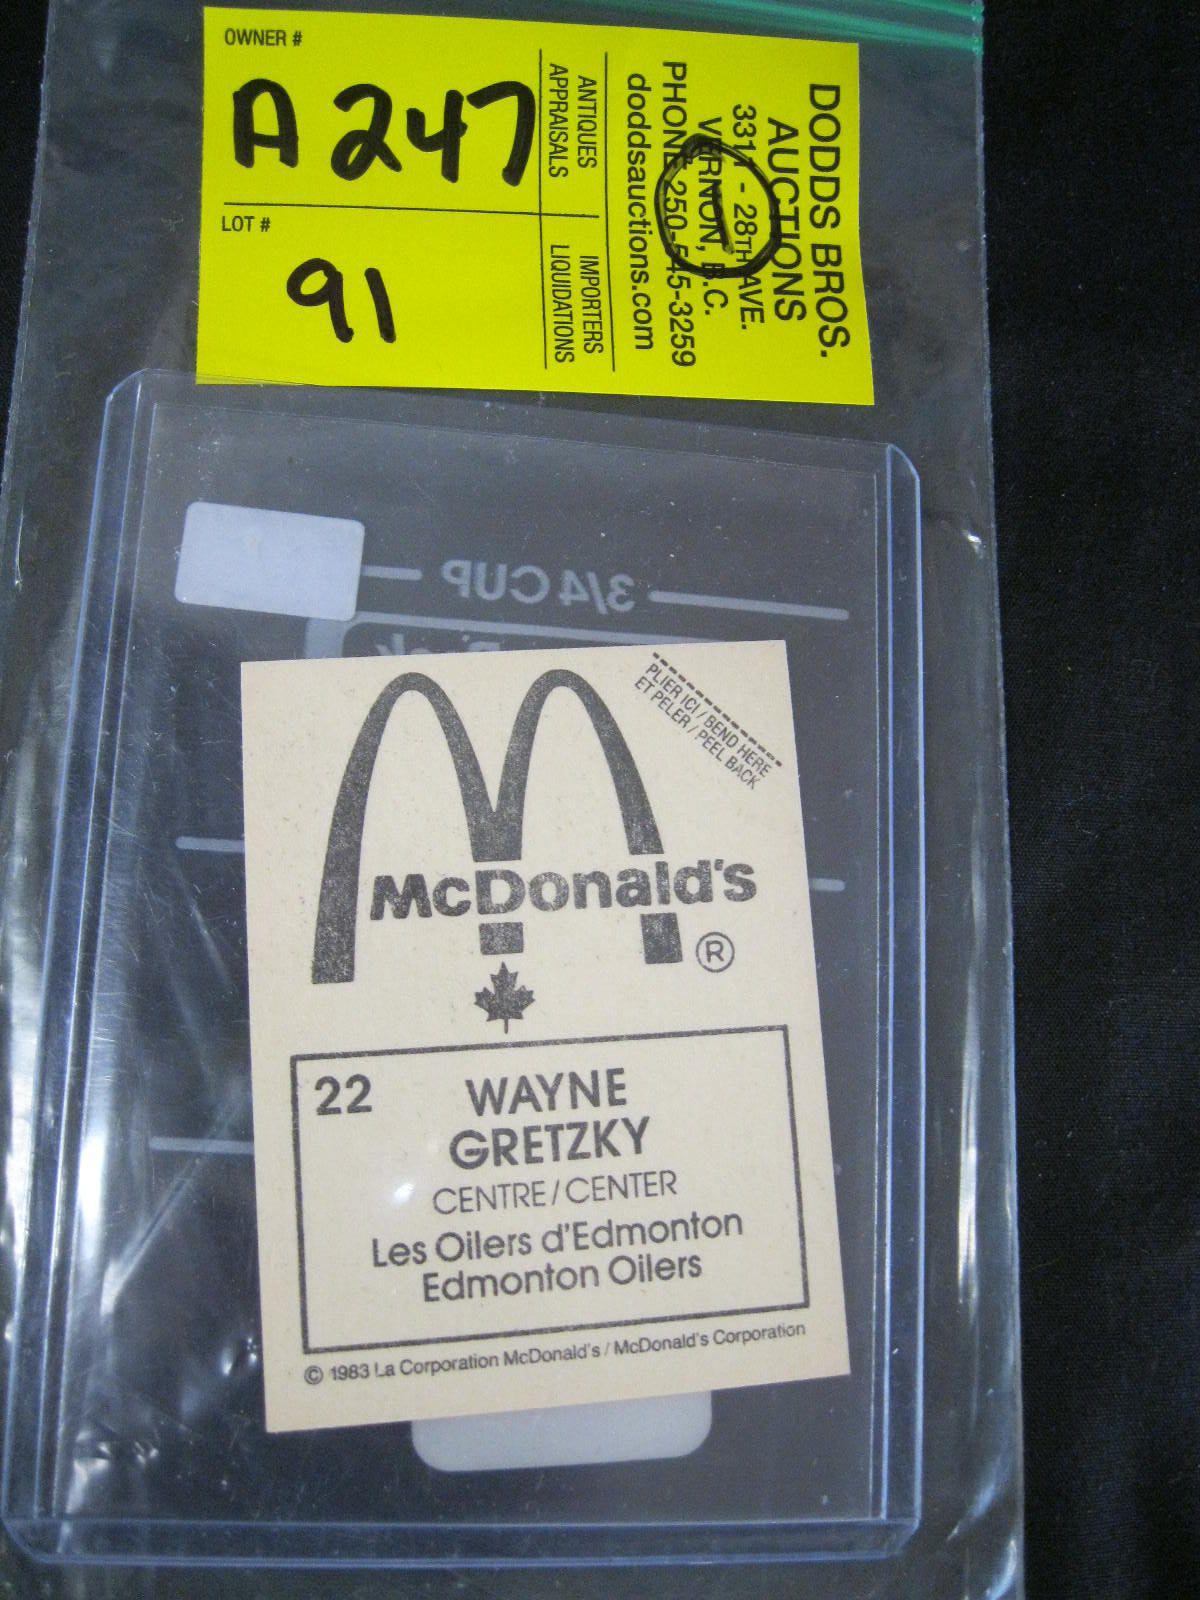 OWNER #
A 247
LOT #
91
ANTIQUES
APPRAISALS
IMPORTERS
LIQUIDATIONS
DODDS BROS.
AUCTIONS
3311 - 28TH AVE.
VERNON, B.C.
PHONE 250-545-3259
doddsauctions.com
3/4 CUP
PLIER ICI / BEND HERE
ET PELER / PEEL BACK
McDonald's ®
22 WAYNE
GRETZKY
CENTRE / CENTER
Les Oilers d'Edmonton
Edmonton Oilers
© 1983 La Corporation McDonald's / McDonald's Corporation